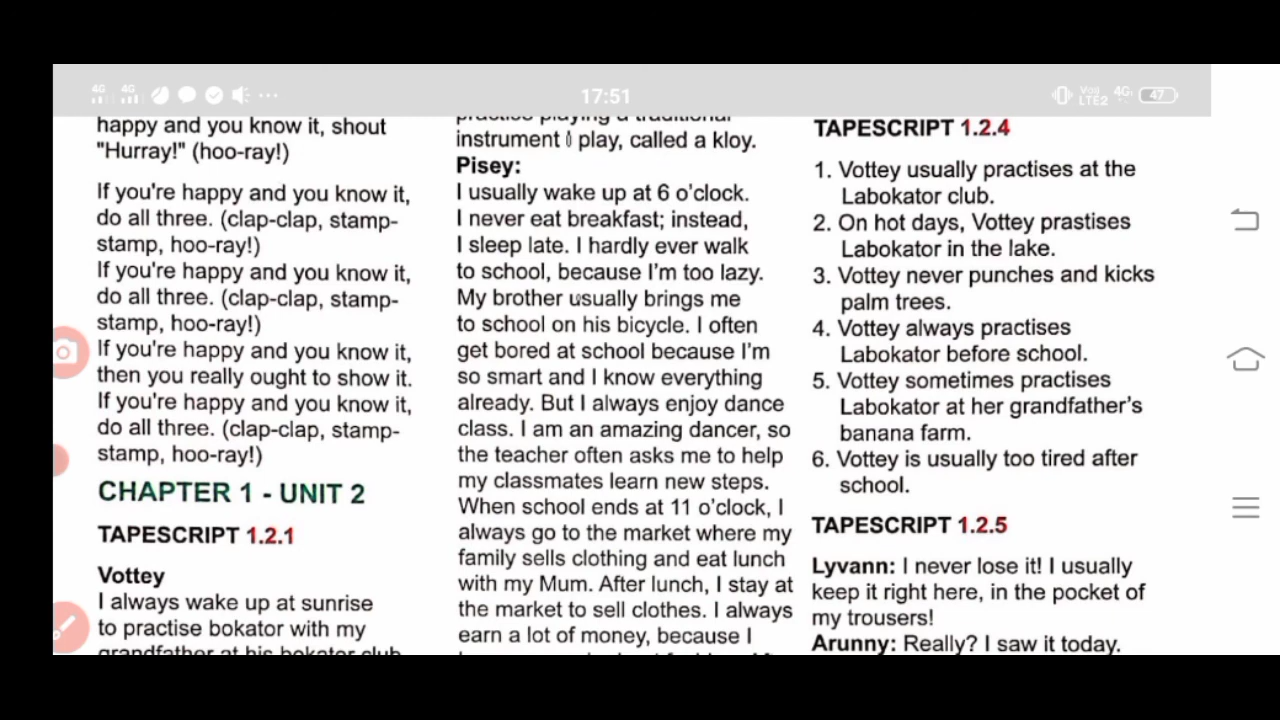 17:51
47
happy and you know it, shout
"Hurray!" (hoo-ray!)
If you're happy and you know it,
do all three. (clap-clap, stamp-
stamp, hoo-ray!)
If you're happy and you know it,
do all three. (clap-clap, stamp-
stamp, hoo-ray!)
If you're happy and you know it,
then you really ought to show it.
If you're happy and you know it,
do all three. (clap-clap, stamp-
stamp, hoo-ray!)
CHAPTER 1 - UNIT 2
TAPESCRIPT 1.2.1
Vottey
I always wake up at sunrise
to practise bokator with my
grandfather at his bokator club
practice playing a traditional
instrument I play, called a kloy.
Pisey:
I usually wake up at 6 o'clock.
I never eat breakfast; instead,
I sleep late. I hardly ever walk
to school, because I'm too lazy.
My brother usually brings me
to school on his bicycle. I often
get bored at school because I'm
so smart and I know everything
already. But I always enjoy dance
class. I am an amazing dancer, so
the teacher often asks me to help
my classmates learn new steps.
When school ends at 11 o'clock, I
always go to the market where my
family sells clothing and eat lunch
with my Mum. After lunch, I stay at
the market to sell clothes. I always
earn a lot of money, because I
TAPESCRIPT 1.2.4
1. Vottey usually practises at the
Labokator club.
2. On hot days, Vottey prastises
Labokator in the lake.
3. Vottey never punches and kicks
palm trees.
4. Vottey always practises
Labokator before school.
5. Vottey sometimes practises
Labokator at her grandfather's
banana farm.
6. Vottey is usually too tired after
school.
TAPESCRIPT 1.2.5
Lyvann: I never lose it! I usually
keep it right here, in the pocket of
my trousers!
Arunny: Really? I saw it today.